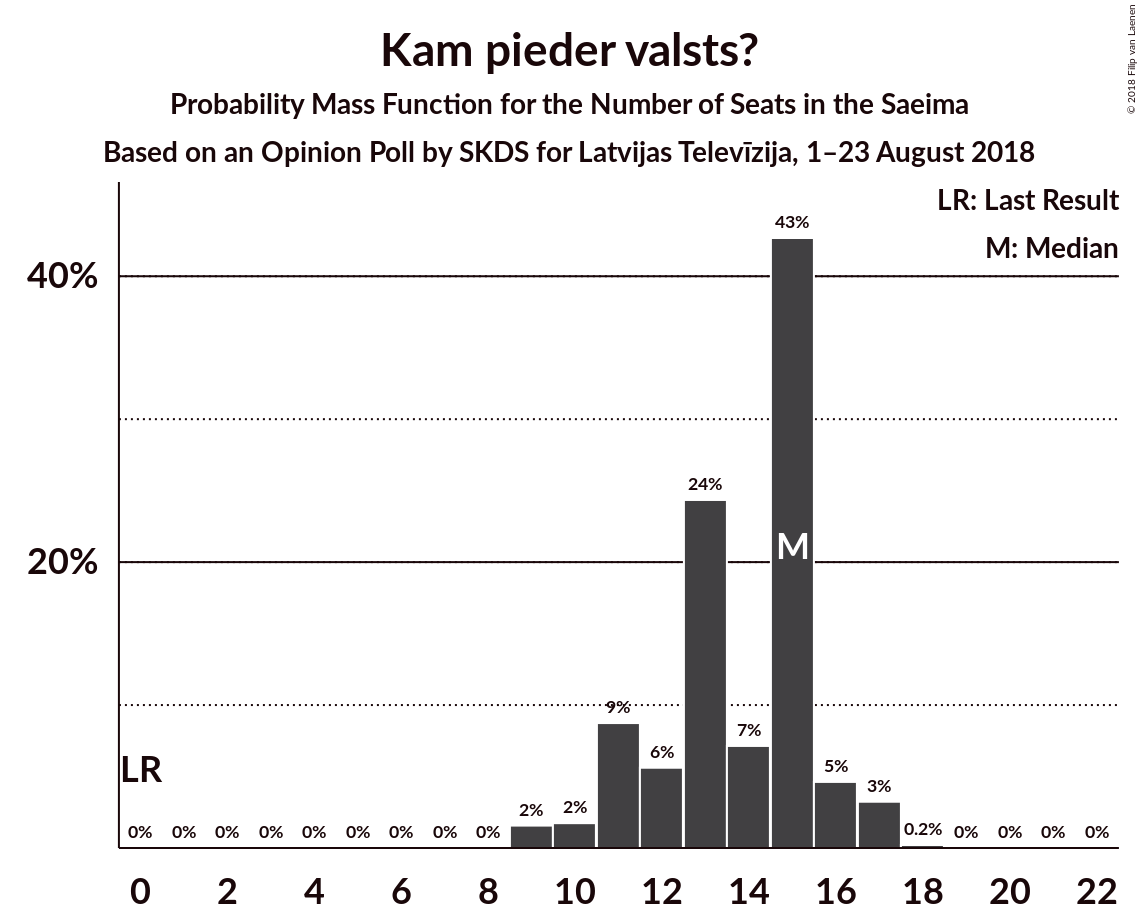 Kam pieder valsts?
Probability Mass Function for the Number of Seats in the Saeima
Based on an Opinion Poll by SKDS for Latvijas Televīzija, 1–23 August 2018
© 2018 Filip van Laenen
LR: Last Result
M: Median
43%
40%
24%
M
20%
9%
7%
6%
LR
5%
3%
2%
2%
0% 0% 0% 0% 0% 0% 0% 0% 0% 0.2% 0% 0% 0% 0%
0 2 4 6 8 10 12 14 16 18 20 22